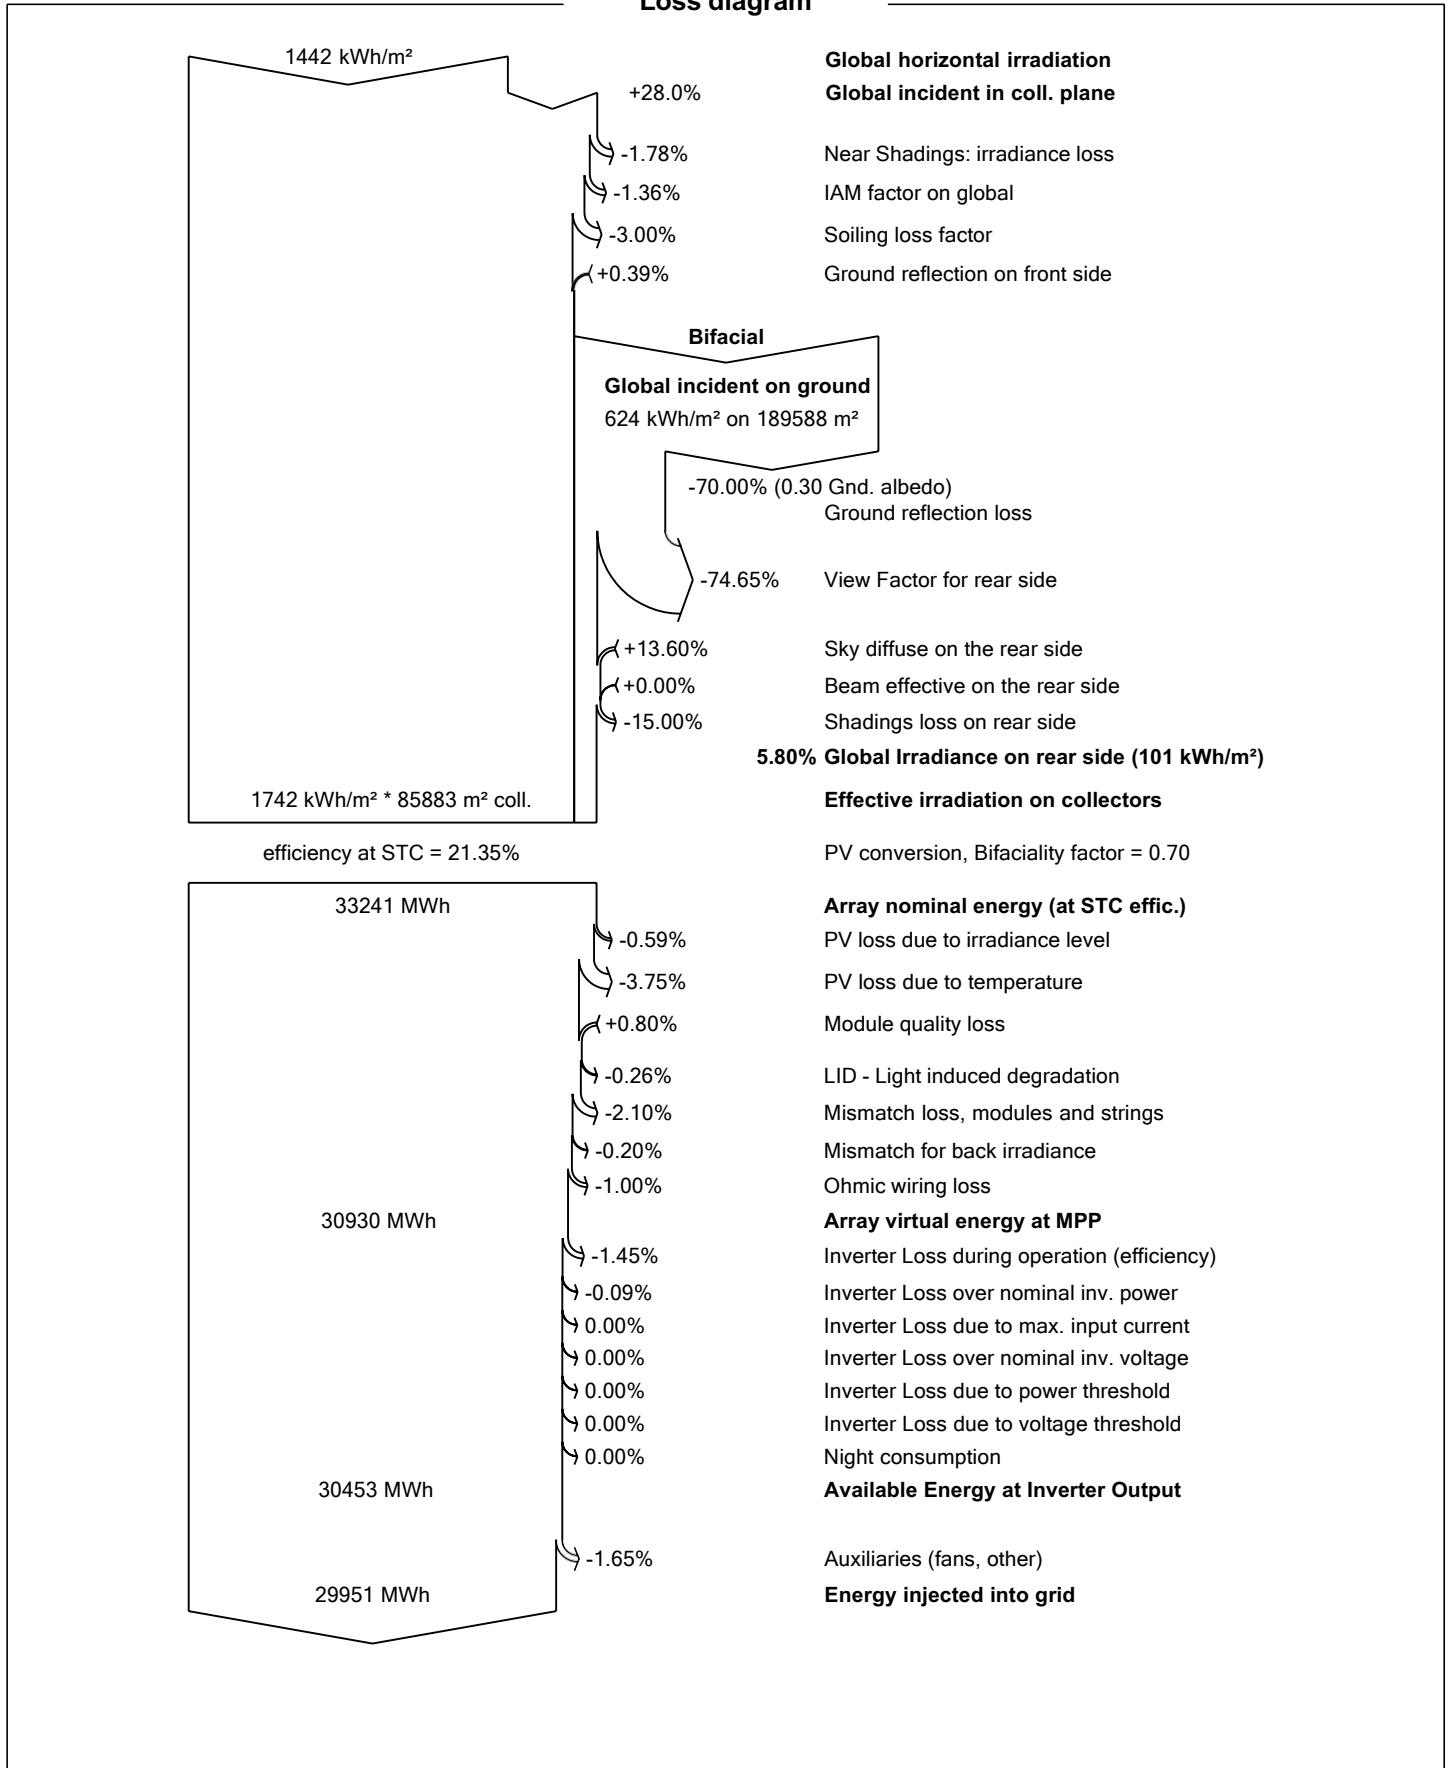 Loss diagram
1442 kWh/m² Global horizontal irradiation
+28.0% Global incident in coll. plane
-1.78% Near Shadings: irradiance loss
-1.36% IAM factor on global
-3.00% Soiling loss factor
+0.39% Ground reflection on front side
Bifacial
Global incident on ground
624 kWh/m² on 189588 m²
-70.00% (0.30 Gnd. albedo)
Ground reflection loss
-74.65% View Factor for rear side
+13.60% Sky diffuse on the rear side
+0.00% Beam effective on the rear side
-15.00% Shadings loss on rear side
5.80% Global Irradiance on rear side (101 kWh/m²)
1742 kWh/m² * 85883 m² coll. Effective irradiation on collectors
efficiency at STC = 21.35% PV conversion, Bifaciality factor = 0.70
33241 MWh Array nominal energy (at STC effic.)
-0.59% PV loss due to irradiance level
-3.75% PV loss due to temperature
+0.80% Module quality loss
-0.26% LID - Light induced degradation
-2.10% Mismatch loss, modules and strings
-0.20% Mismatch for back irradiance
-1.00% Ohmic wiring loss
30930 MWh Array virtual energy at MPP
-1.45% Inverter Loss during operation (efficiency)
-0.09% Inverter Loss over nominal inv. power
0.00% Inverter Loss due to max. input current
0.00% Inverter Loss over nominal inv. voltage
0.00% Inverter Loss due to power threshold
0.00% Inverter Loss due to voltage threshold
0.00% Night consumption
30453 MWh Available Energy at Inverter Output
-1.65% Auxiliaries (fans, other)
29951 MWh Energy injected into grid